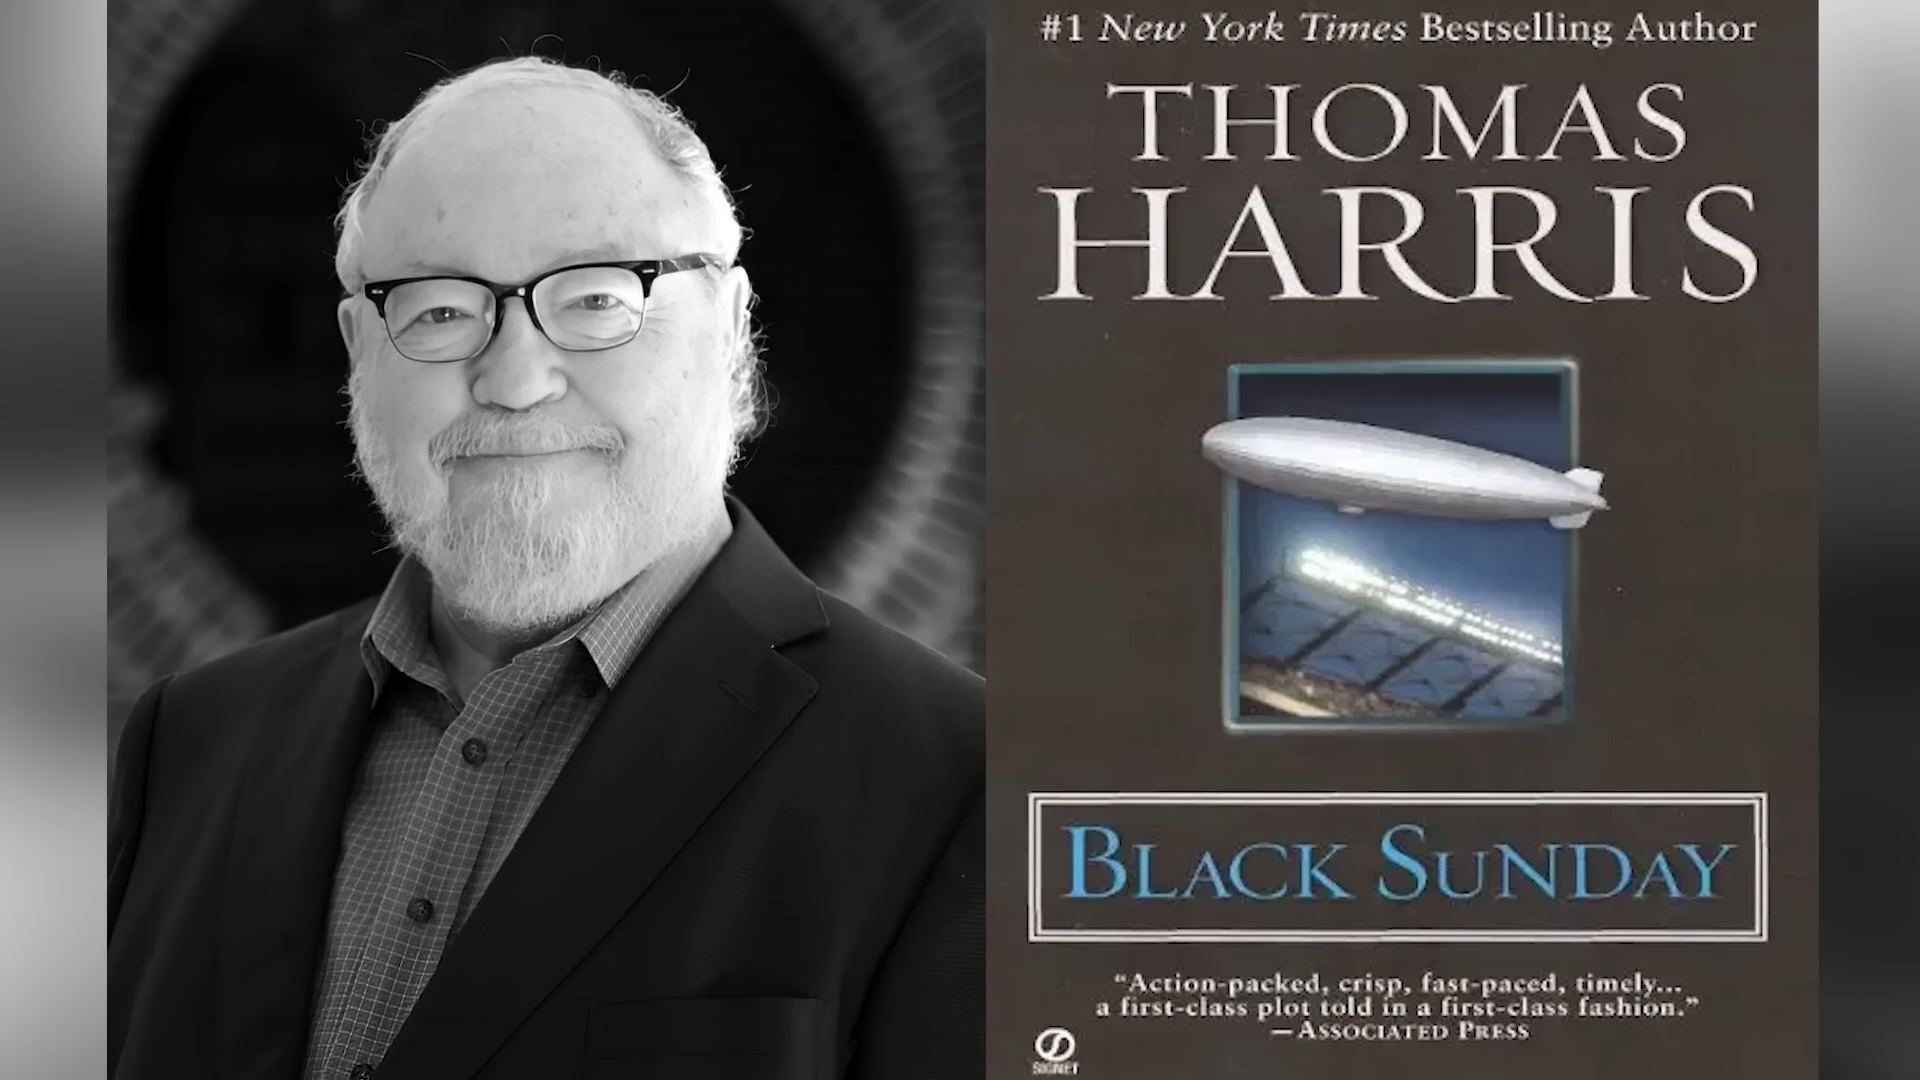 #1 New York Times Bestselling Author
THOMAS
HARRIS
BLACK SUNDAY
“Action-packed, crisp, fast-paced, timely...
a first-class plot told in a first-class fashion.”
—ASSOCIATED PRESS
SIGNET